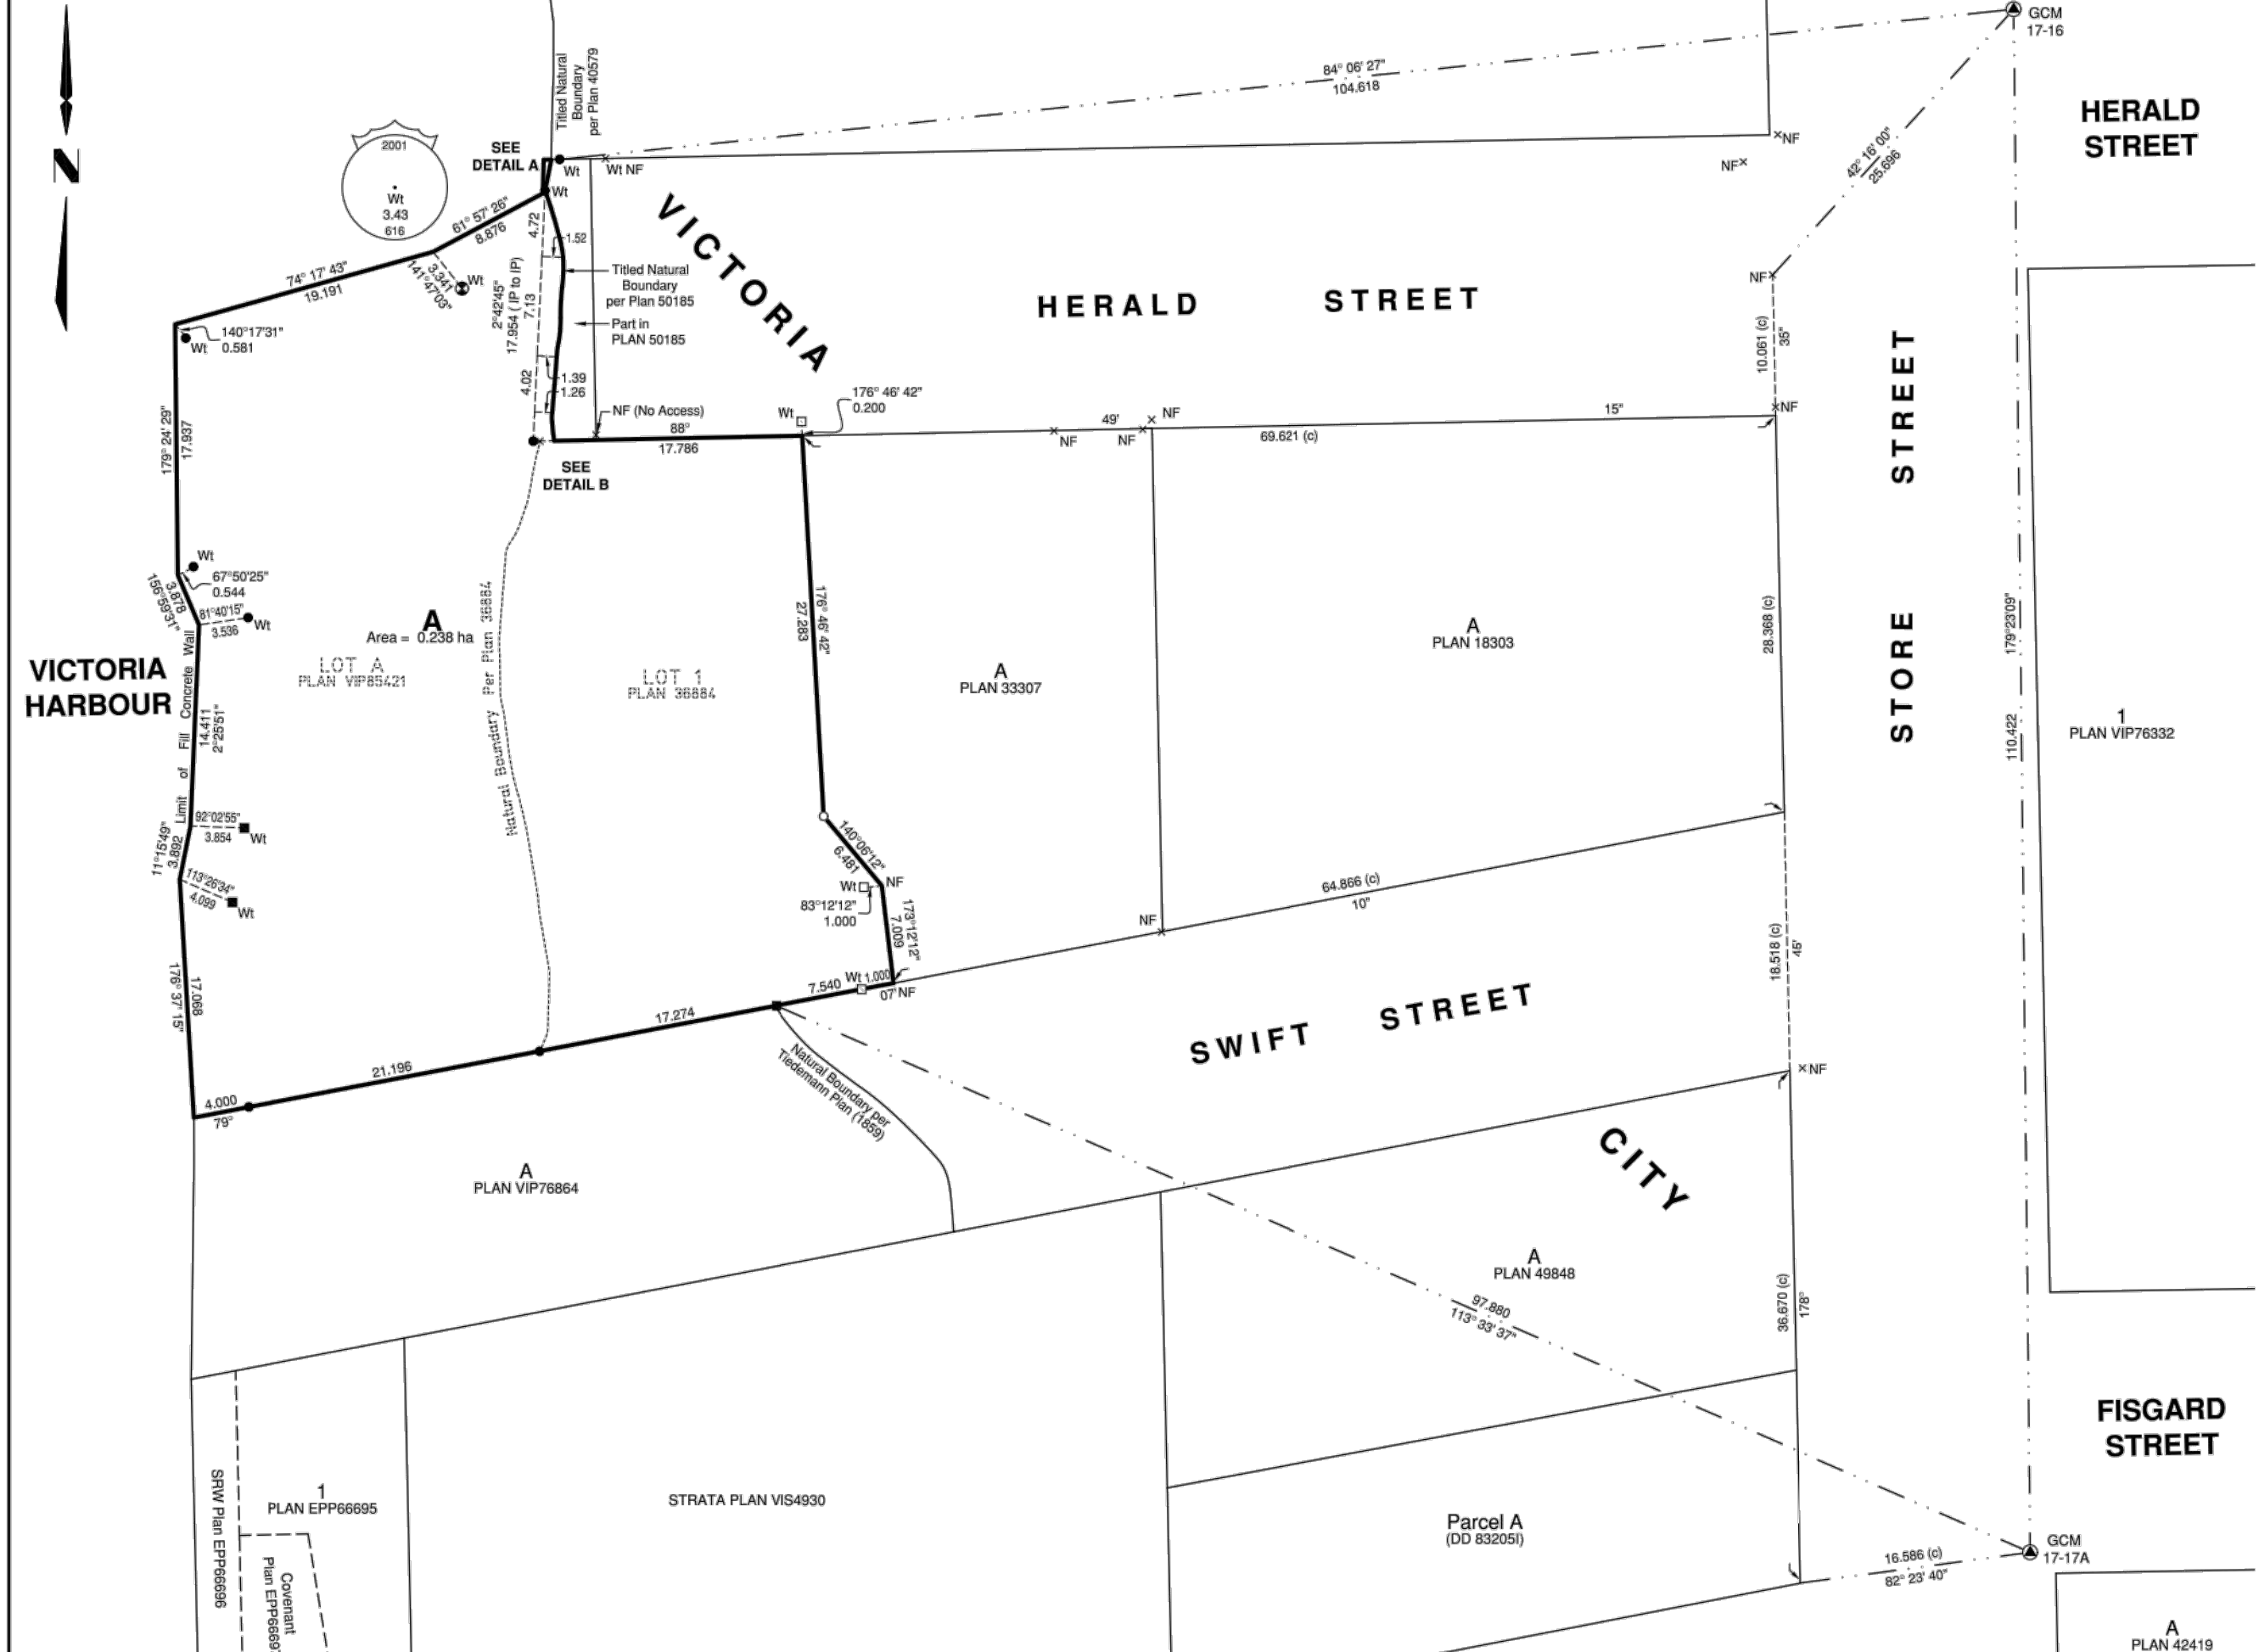 GCM
17-16
HERALD
STREET
84° 06' 27"
104.618
42° 16' 00"
25.696
Titled Natural
Boundary
per Plan 40579
N
2001
Wt
3.43
616
SEE
DETAIL A
Wt
Wt NF
Wt
NF
NF
61° 57' 26"
8.876
74° 17' 43"
19.191
3.341
141°47'03"
Wt
4.72
1.52
2°42'45"
17.954 ( IP to IP)
7.13
4.02
1.39
1.26
Titled Natural
Boundary
per Plan 50185
Part in
PLAN 50185
VICTORIA
HERALD STREET
NF
10.061 (c)
35"
140°17'31"
0.581
Wt
NF (No Access)
88°
17.786
Wt
176° 46' 42"
0.200
NF
49'
NF
NF
69.621 (c)
15"
NF
SEE
DETAIL B
179° 24' 29"
17.937
Wt
67°50'25"
0.544
3.878
156°59'31"
81°40'15"
3.536
Wt
A
Area = 0.238 ha
LOT A
PLAN VIP85421
Natural Boundary Per Plan 36884
LOT 1
PLAN 36884
176° 46' 42"
27.283
A
PLAN 33307
A
PLAN 18303
28.368 (c)
STORE STREET
179°23'09"
110.422
1
PLAN VIP76332
VICTORIA
HARBOUR
Limit of Fill Concrete Wall
14.411
2°25'51"
92°02'55"
3.854
Wt
11°15'49"
3.892
113°26'34"
4.099
Wt
140°06'12"
6.481
Wt
NF
83°12'12"
1.000
173°12'12"
7.009
64.866 (c)
10"
NF
18.518 (c)
45'
176° 37' 15"
17.068
7.540
Wt 1.000
07' NF
17.274
21.196
4.000
79°
SWIFT STREET
NF
Natural Boundary per
Tiedemann Plan (1859)
CITY
A
PLAN VIP76864
A
PLAN 49848
97.880
113° 33' 37"
36.670 (c)
178°
FISGARD
STREET
SRW Plan EPP66696
1
PLAN EPP66695
Covenant
STRATA PLAN VIS4930
Parcel A
(DD 83205I)
16.586 (c)
82° 23' 40"
GCM
17-17A
A
PLAN 42419